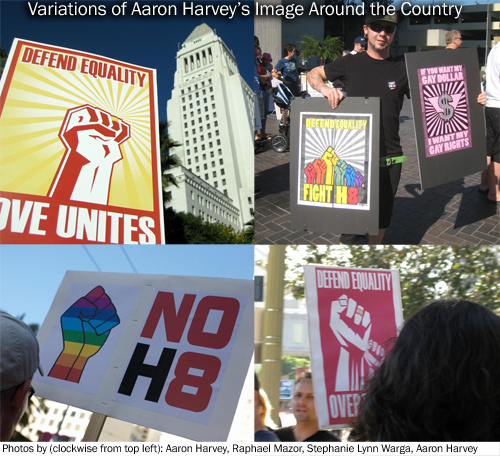 Variations of Aaron Harvey's Image Around the Country
DEFEND EQUALITY
OVE UNITES
DEFEND EQUALITY
FIGHT H8
IF YOU WANT MY
GAY DOLLAR
$
I WANT MY
GAY RIGHTS
NO
H8
DEFEND EQUALITY
OVER
Photos by (clockwise from top left): Aaron Harvey, Raphael Mazor, Stephanie Lynn Warga, Aaron Harvey